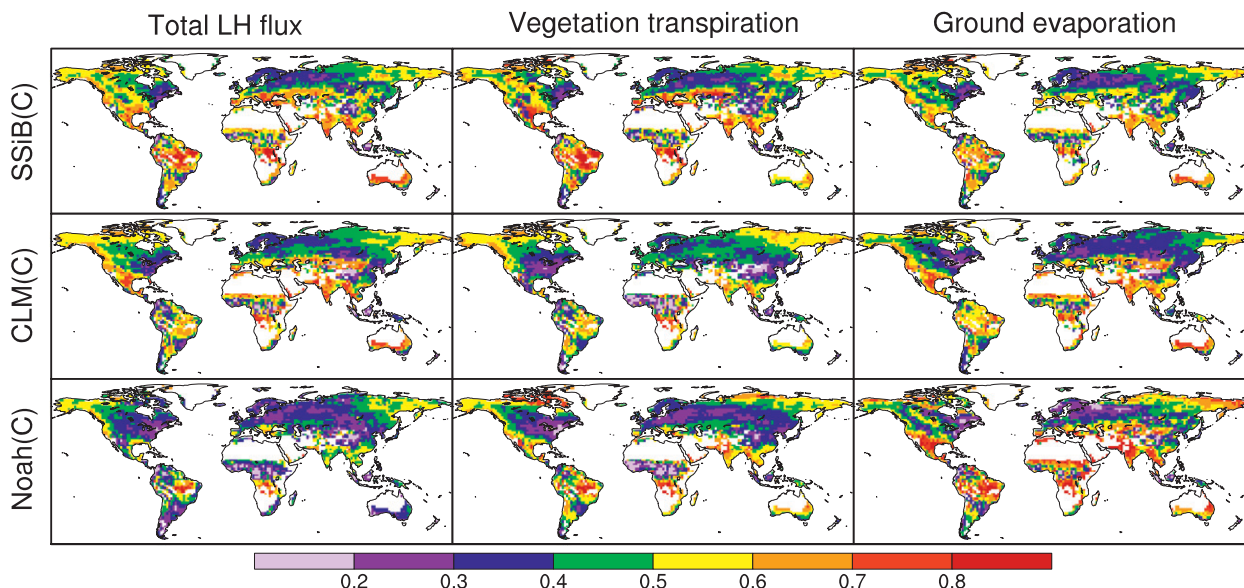 Total LH flux Vegetation transpiration Ground evaporation
SSiB(C)
CLM(C)
Noah(C)
0.2 0.3 0.4 0.5 0.6 0.7 0.8